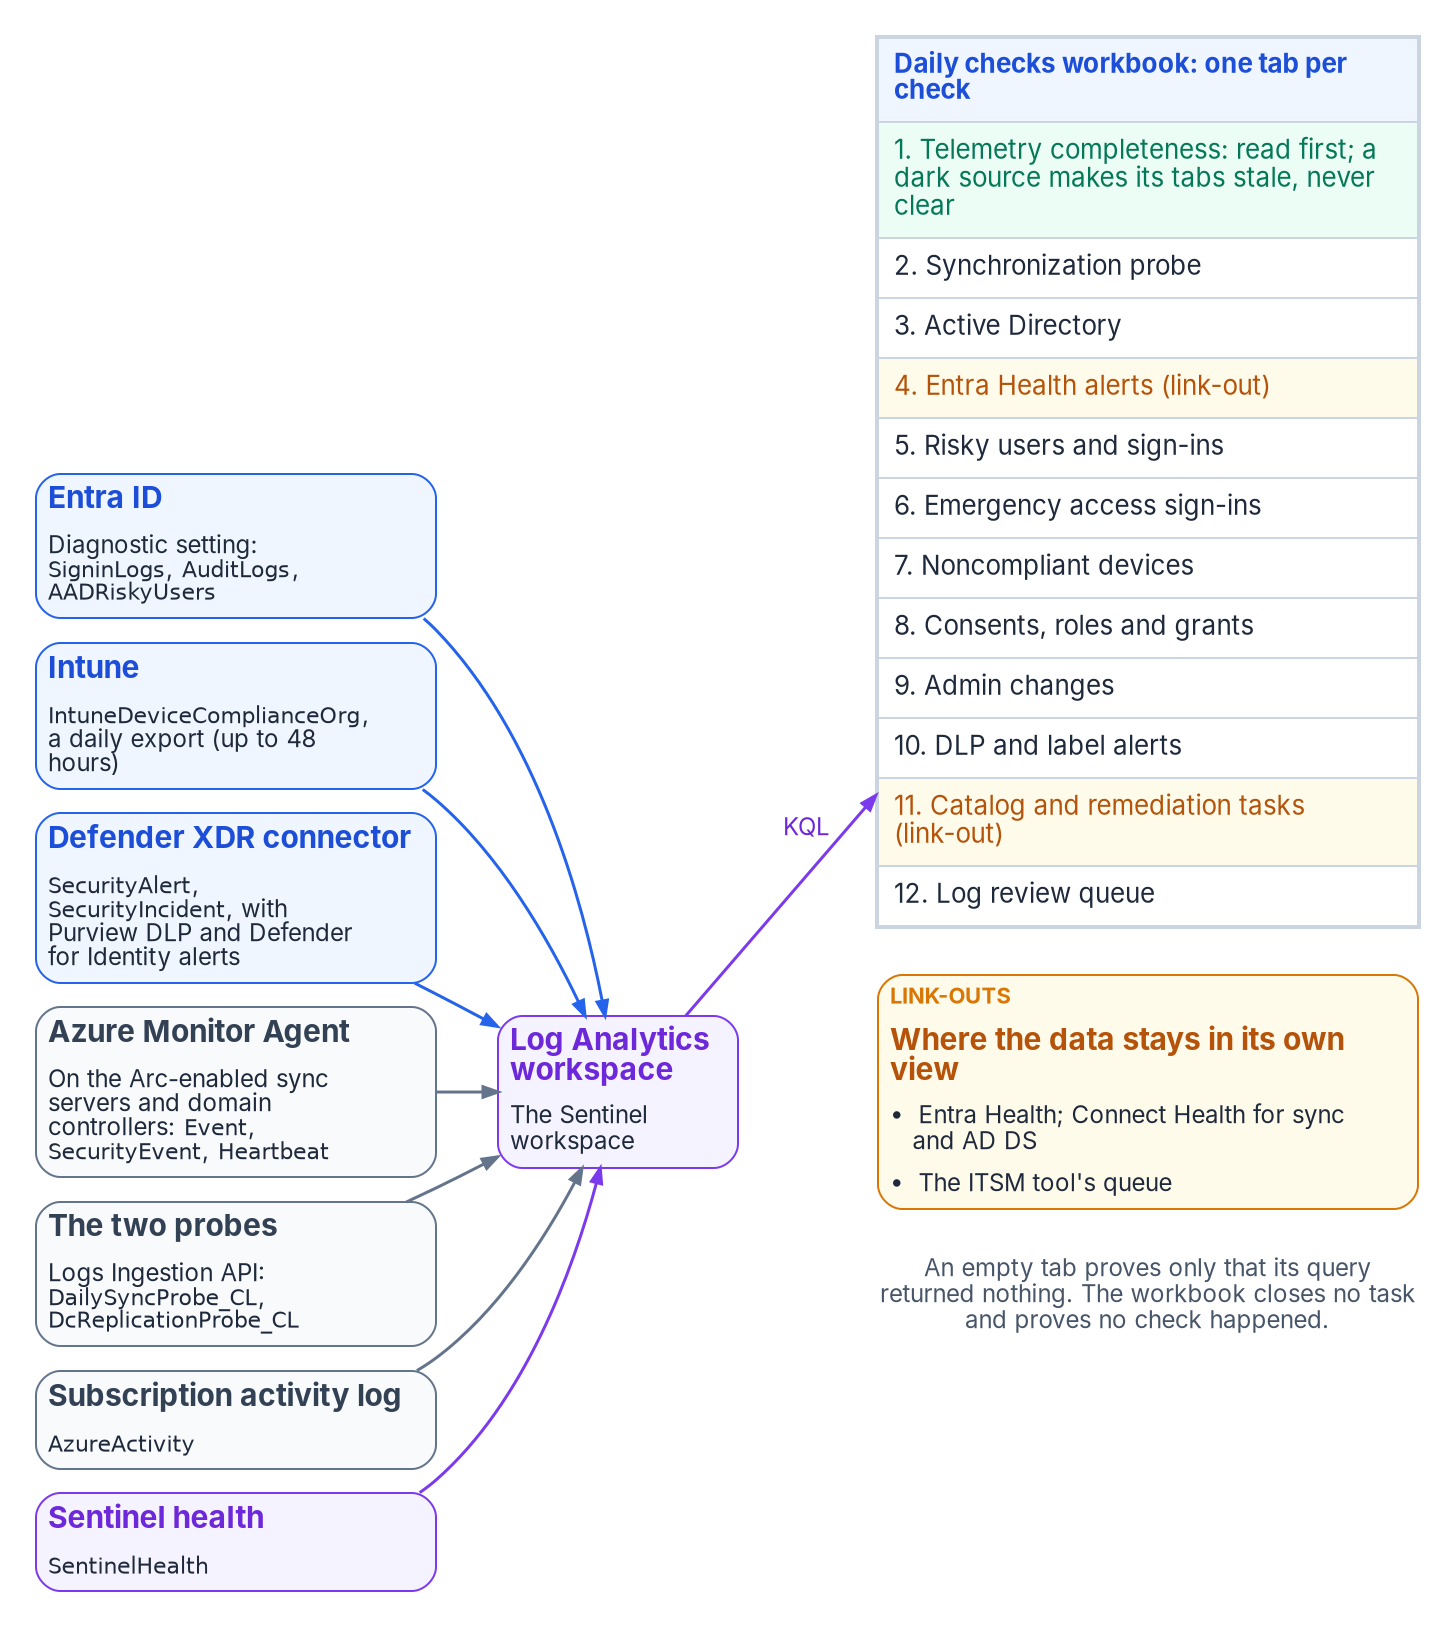 Entra ID
Diagnostic setting:
SigninLogs, AuditLogs,
AADRiskyUsers
Intune
IntuneDeviceComplianceOrg,
a daily export (up to 48
hours)
Defender XDR connector
SecurityAlert,
SecurityIncident, with
Purview DLP and Defender
for Identity alerts
Azure Monitor Agent
On the Arc-enabled sync
servers and domain
controllers: Event,
SecurityEvent, Heartbeat
The two probes
Logs Ingestion API:
DailySyncProbe_CL,
DcReplicationProbe_CL
Subscription activity log
AzureActivity
Sentinel health
SentinelHealth
Log Analytics
workspace
The Sentinel
workspace
KQL
Daily checks workbook: one tab per
check
1. Telemetry completeness: read first; a
dark source makes its tabs stale, never
clear
2. Synchronization probe
3. Active Directory
4. Entra Health alerts (link-out)
5. Risky users and sign-ins
6. Emergency access sign-ins
7. Noncompliant devices
8. Consents, roles and grants
9. Admin changes
10. DLP and label alerts
11. Catalog and remediation tasks
(link-out)
12. Log review queue
LINK-OUTS
Where the data stays in its own
view
• Entra Health; Connect Health for sync
and AD DS
• The ITSM tool's queue
An empty tab proves only that its query
returned nothing. The workbook closes no task
and proves no check happened.